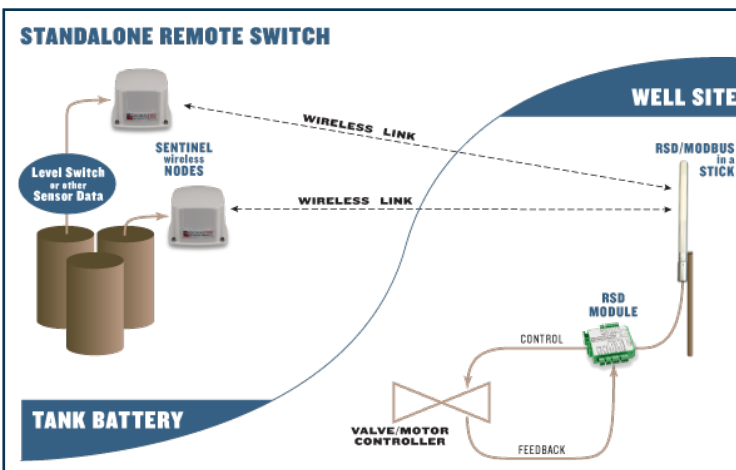 STANDALONE REMOTE SWITCH
WELL SITE
WIRELESS LINK
SENTINEL
wireless
NODES
RSD/MODBUS
in a
STICK
Level Switch
or other
Sensor Data
WIRELESS LINK
RSD
MODULE
CONTROL
TANK BATTERY
VALVE/MOTOR
CONTROLLER
FEEDBACK